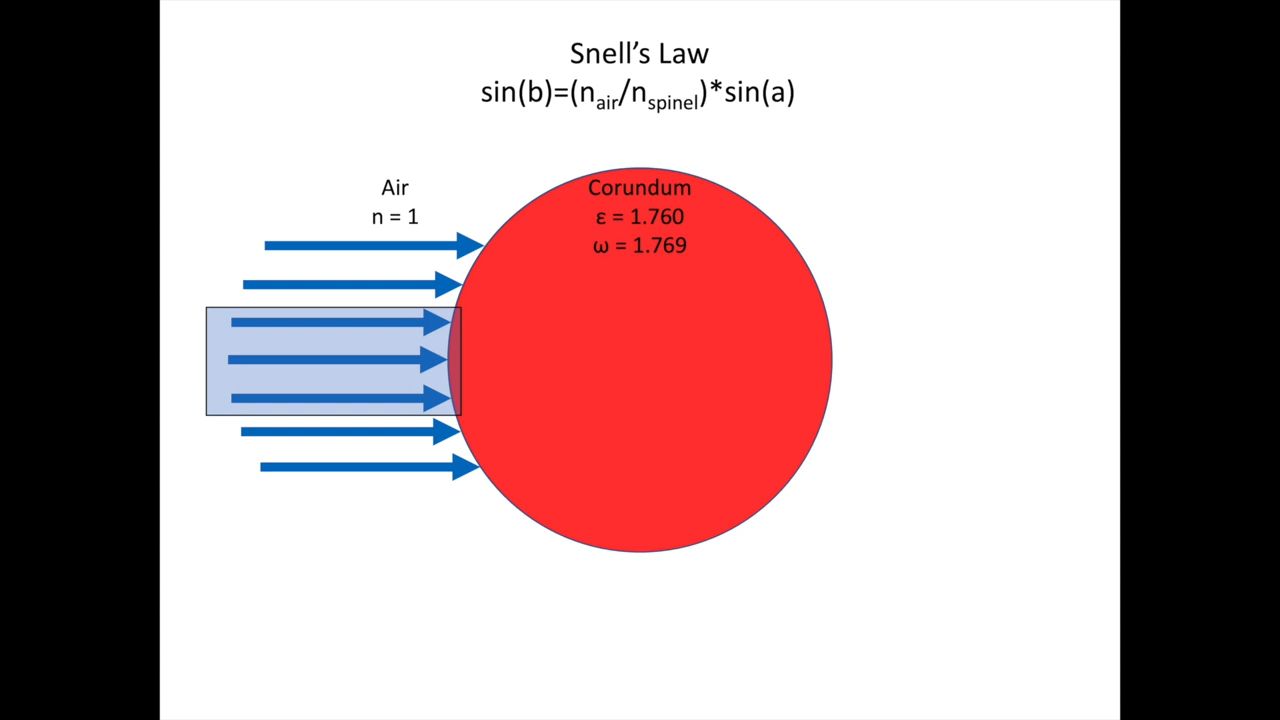 Snell’s Law
sin(b)=(nair/nspinel)*sin(a)
Air
n = 1
Corundum
ε = 1.760
ω = 1.769